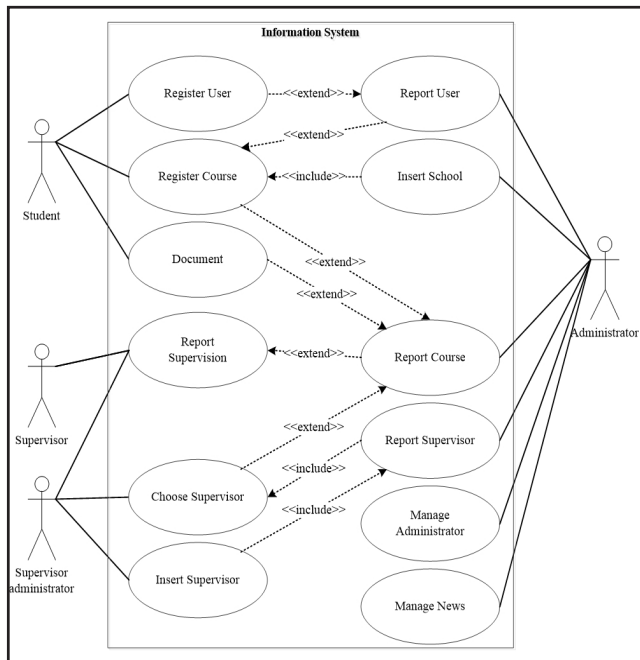 Information System
Register User
<<extend>>
Report User
<<extend>>
Register Course
<<include>>
Insert School
Student
Document
<<extend>>
<<extend>>
Administrator
Report
Supervision
<<extend>>
Report Course
Supervisor
<<extend>>
Report Supervisor
<<include>>
Choose Supervisor
<<include>>
Manage
Administrator
Supervisor
administrator
Insert Supervisor
Manage News